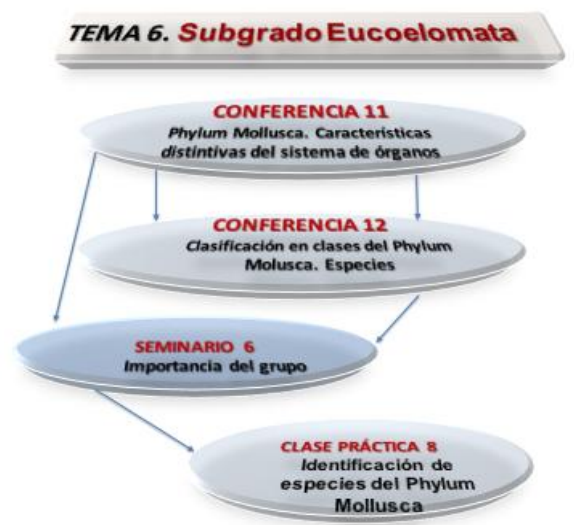 TEMA 6. Subgrado Eucoelomata
CONFERENCIA 11
Phylum Mollusca. Características
distintivas del sistema de órganos
CONFERENCIA 12
Clasificación en clases del Phylum
Molusca. Especies
SEMINARIO 6
Importancia del grupo
CLASE PRÁCTICA 8
Identificación de
especies del Phylum
Mollusca